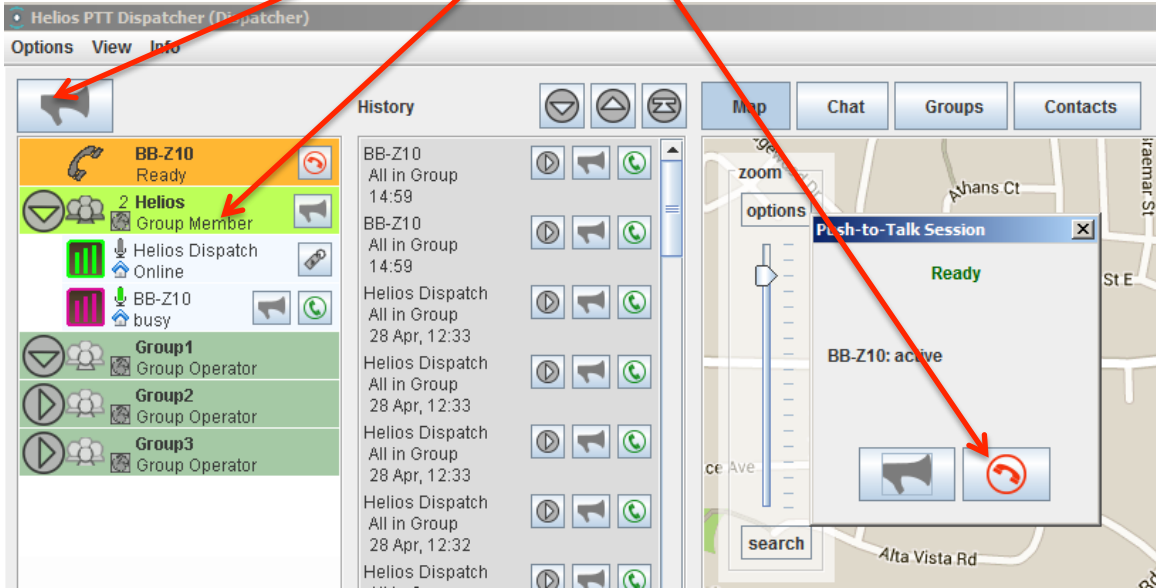 Helios PTT Dispatcher (Dispatcher)
Options View Info
History
Map Chat Groups Contacts
BB-Z10
Ready
2 Helios
Group Member
Helios Dispatch
Online
BB-Z10
busy
Group1
Group Operator
Group2
Group Operator
Group3
Group Operator
BB-Z10
All in Group
14:59
BB-Z10
All in Group
14:59
Helios Dispatch
All in Group
28 Apr, 12:33
Helios Dispatch
All in Group
28 Apr, 12:33
Helios Dispatch
All in Group
28 Apr, 12:33
Helios Dispatch
All in Group
28 Apr, 12:32
Helios Dispatch
zoom
options
search
Athans Ct
raemar St
St E
ce Ave
Alta Vista Rd
Push-to-Talk Session
Ready
BB-Z10: active